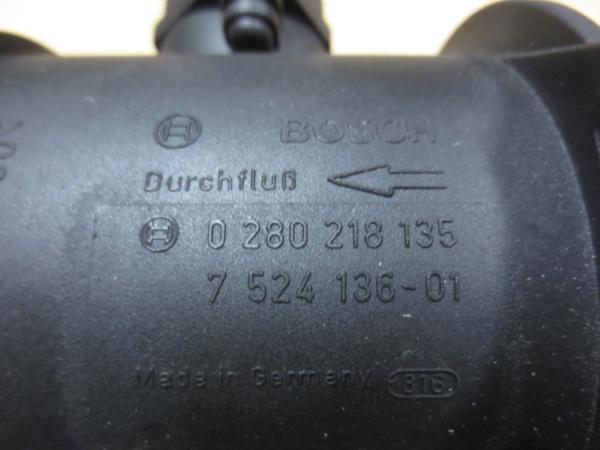 BOSCH
Durchfluß
0 280 218 135
7 524 136-01
Made in Germany 816